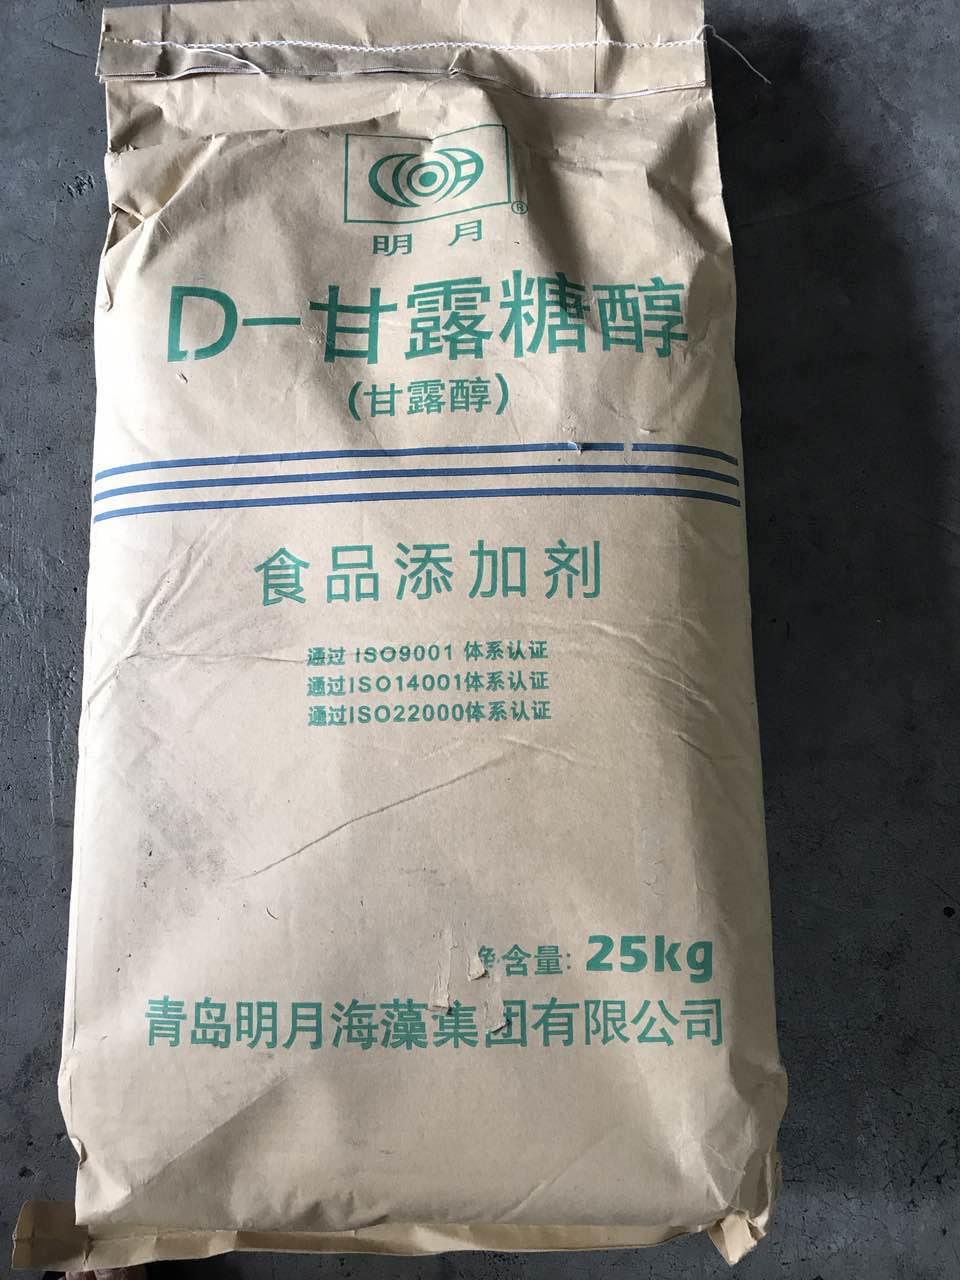 ®
明月
D-甘露糖醇
(甘露醇)
食品添加剂
通过 ISO9001 体系认证
通过ISO14001体系认证
通过ISO22000体系认证
净含量: 25kg
青岛明月海藻集团有限公司